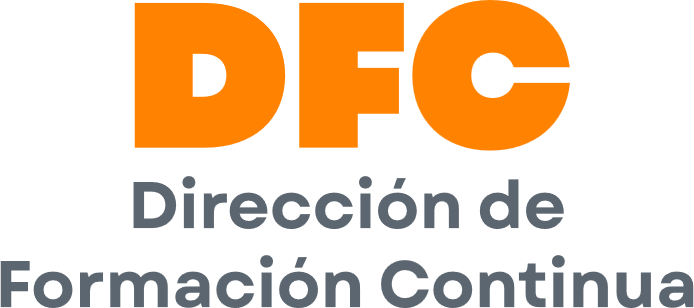 DFC
Dirección de
Formación Continua